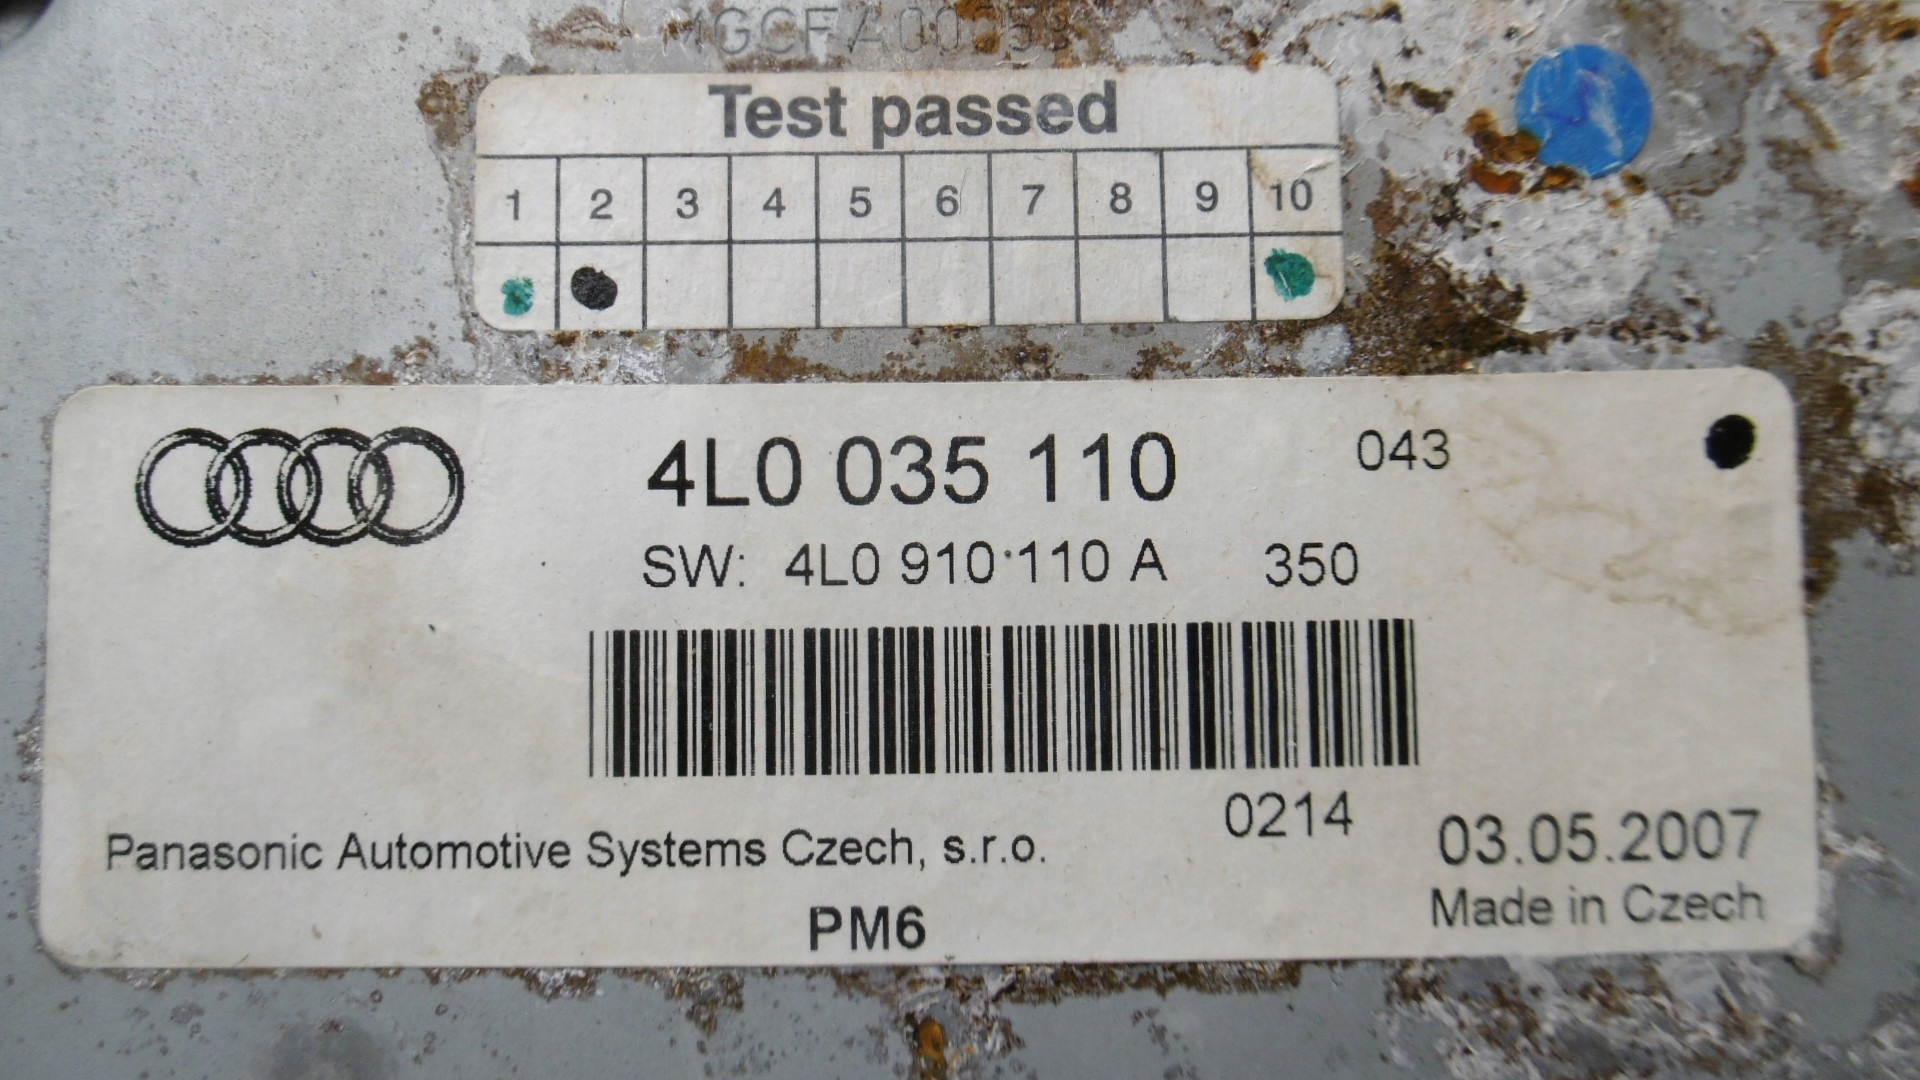 Test passed
1 2 3 4 5 6 7 8 9 10
4L0 035 110 043
SW: 4L0 910 110 A 350
0214
Panasonic Automotive Systems Czech, s.r.o.
03.05.2007
Made in Czech
PM6